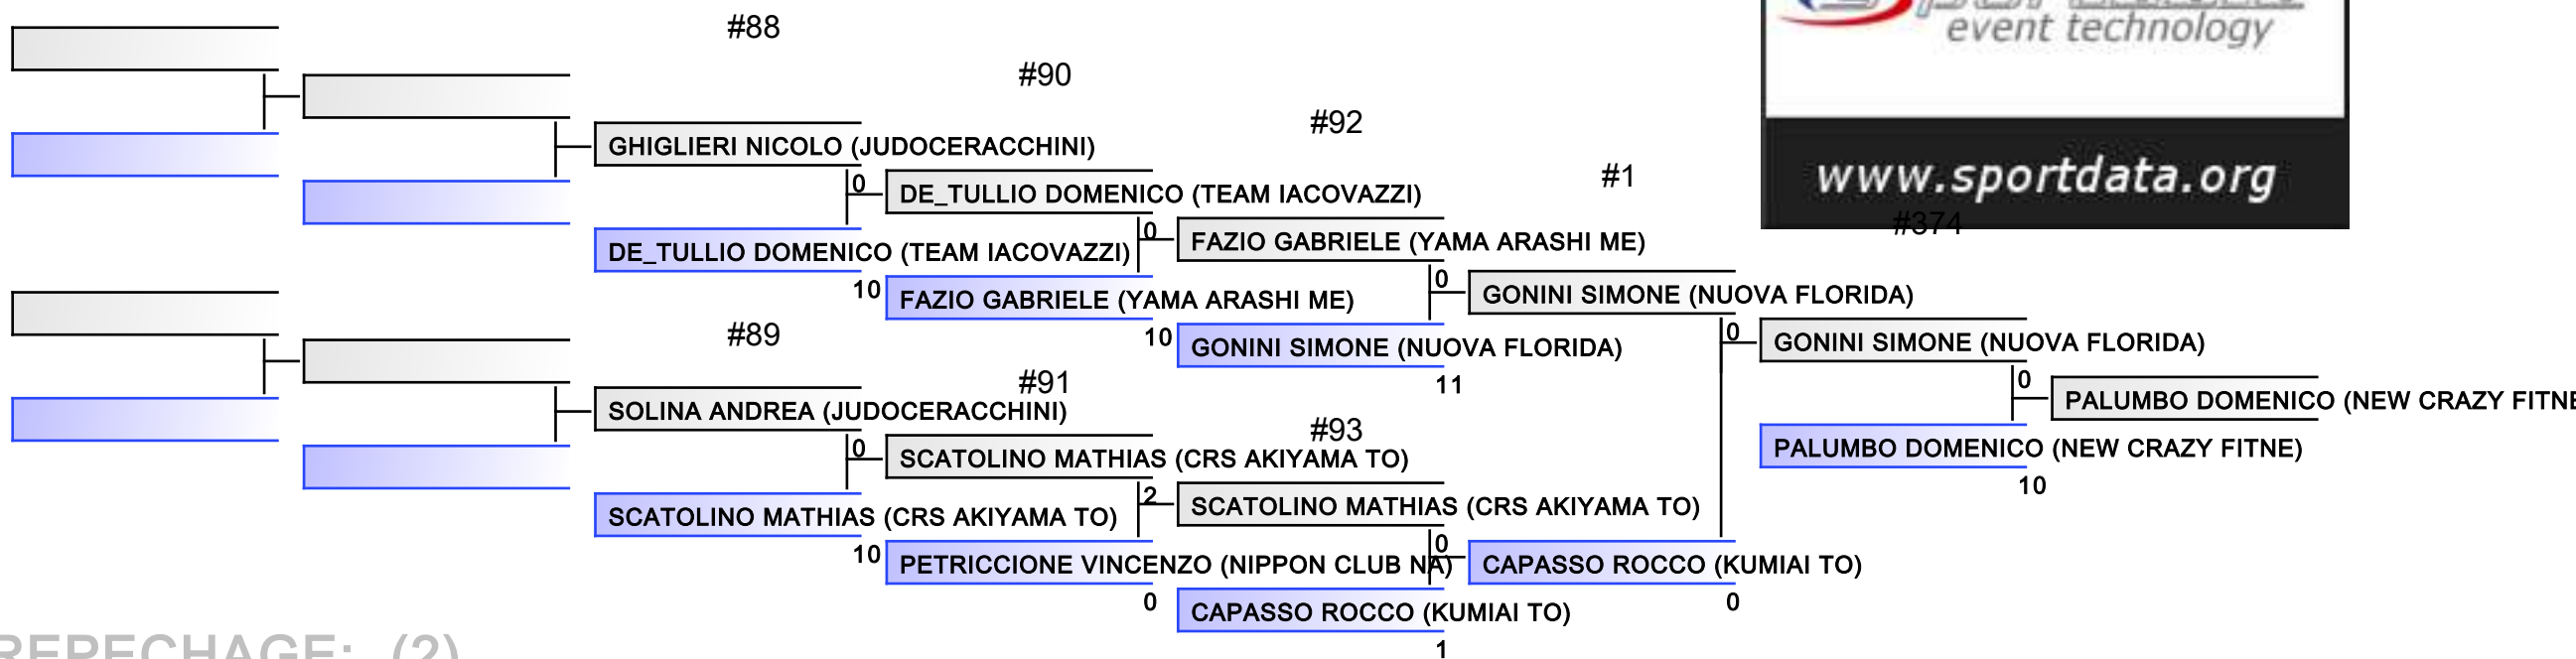 event technology
www.sportdata.org
#88
#90
#92
#1
#374
GHIGLIERI NICOLO (JUDOCERACCHINI)
0
DE_TULLIO DOMENICO (TEAM IACOVAZZI)
10
DE_TULLIO DOMENICO (TEAM IACOVAZZI)
0
FAZIO GABRIELE (YAMA ARASHI ME)
10
FAZIO GABRIELE (YAMA ARASHI ME)
0
GONINI SIMONE (NUOVA FLORIDA)
11
GONINI SIMONE (NUOVA FLORIDA)
0
GONINI SIMONE (NUOVA FLORIDA)
0
PALUMBO DOMENICO (NEW CRAZY FITNE)
10
PALUMBO DOMENICO (NEW CRAZY FITNE
#89
#91
#93
SOLINA ANDREA (JUDOCERACCHINI)
0
SCATOLINO MATHIAS (CRS AKIYAMA TO)
10
SCATOLINO MATHIAS (CRS AKIYAMA TO)
2
PETRICCIONE VINCENZO (NIPPON CLUB NA)
0
SCATOLINO MATHIAS (CRS AKIYAMA TO)
0
CAPASSO ROCCO (KUMIAI TO)
1
CAPASSO ROCCO (KUMIAI TO)
0
REPECHAGE: (2)